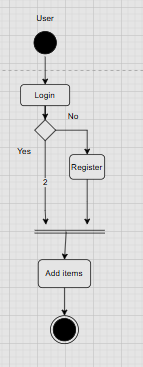 User
Login
No
Yes
Register
2
Add items